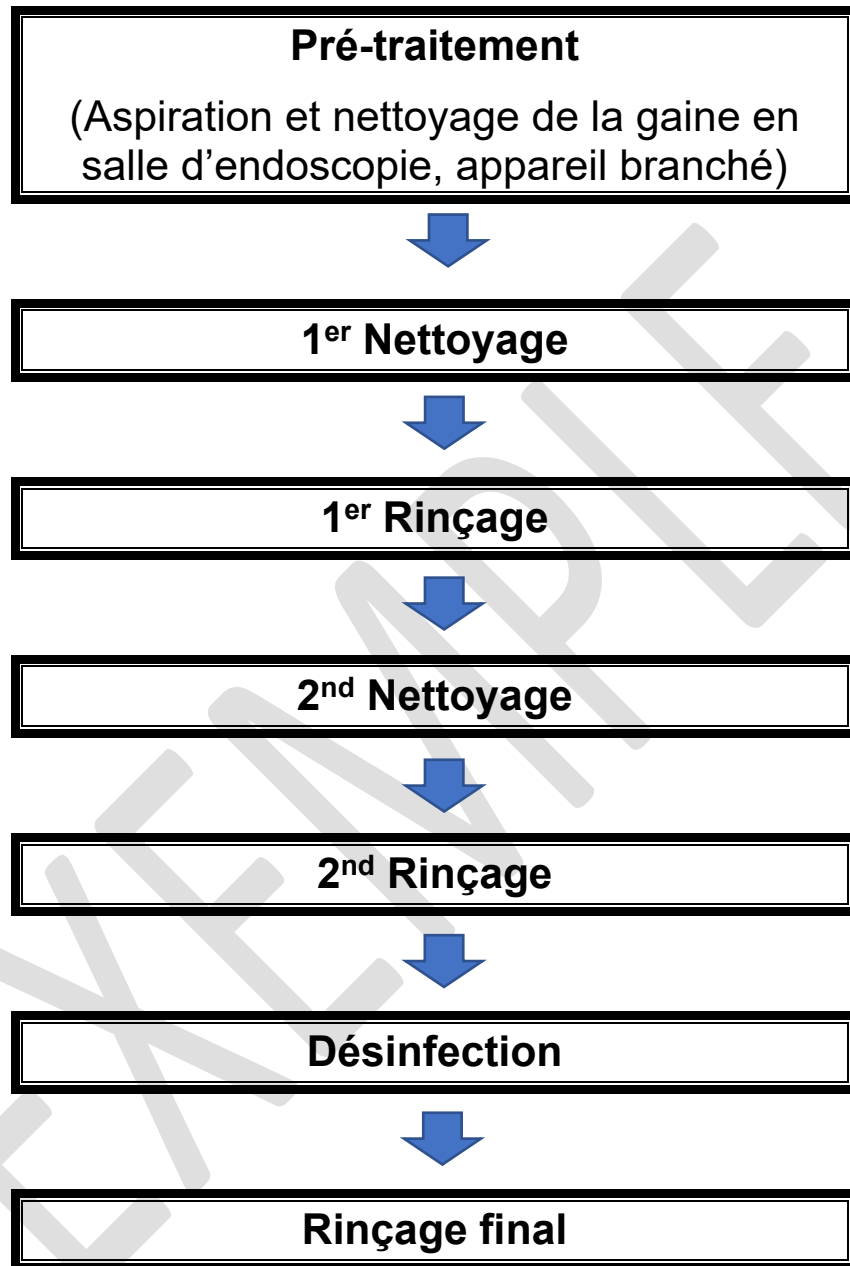 Pré-traitement
(Aspiration et nettoyage de la gaine en
salle d’endoscopie, appareil branché)
1er Nettoyage
1er Rinçage
2nd Nettoyage
2nd Rinçage
Désinfection
Rinçage final
EXEMPLE